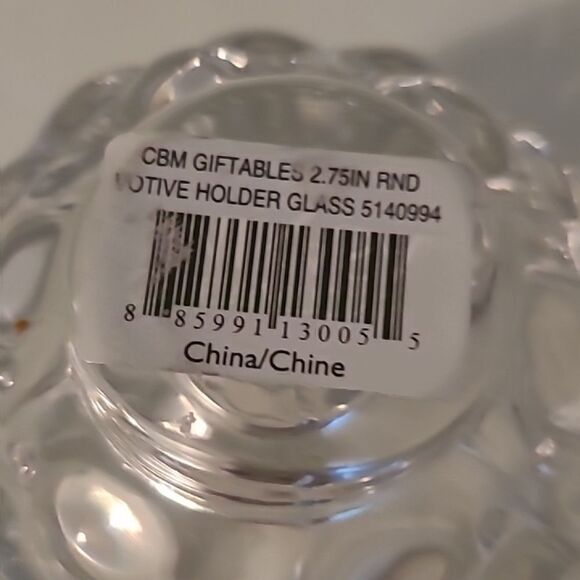 CBM GIFTABLES 2.75IN RND
VOTIVE HOLDER GLASS 5140994
8 85991 13005 5
China/Chine